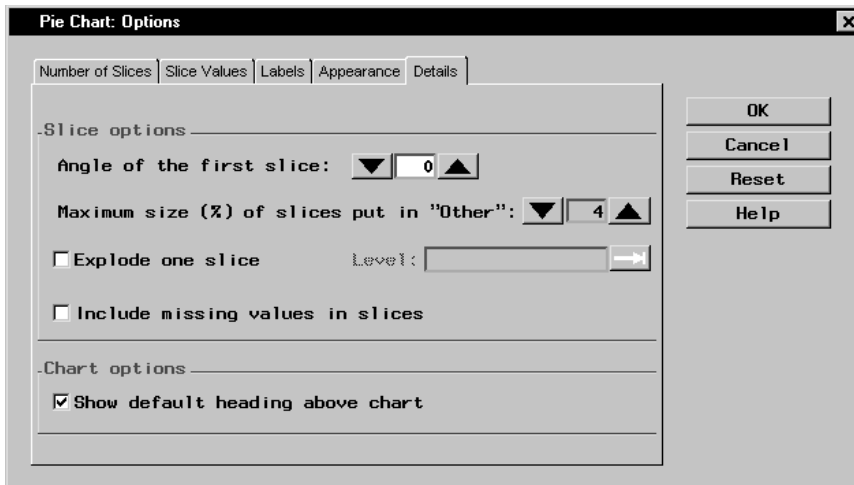 Pie Chart: Options
Number of Slices Slice Values Labels Appearance Details
Slice options
Angle of the first slice: 0
Maximum size (%) of slices put in "Other": 4
Explode one slice Level:
Include missing values in slices
Chart options
Show default heading above chart
OK
Cancel
Reset
Help